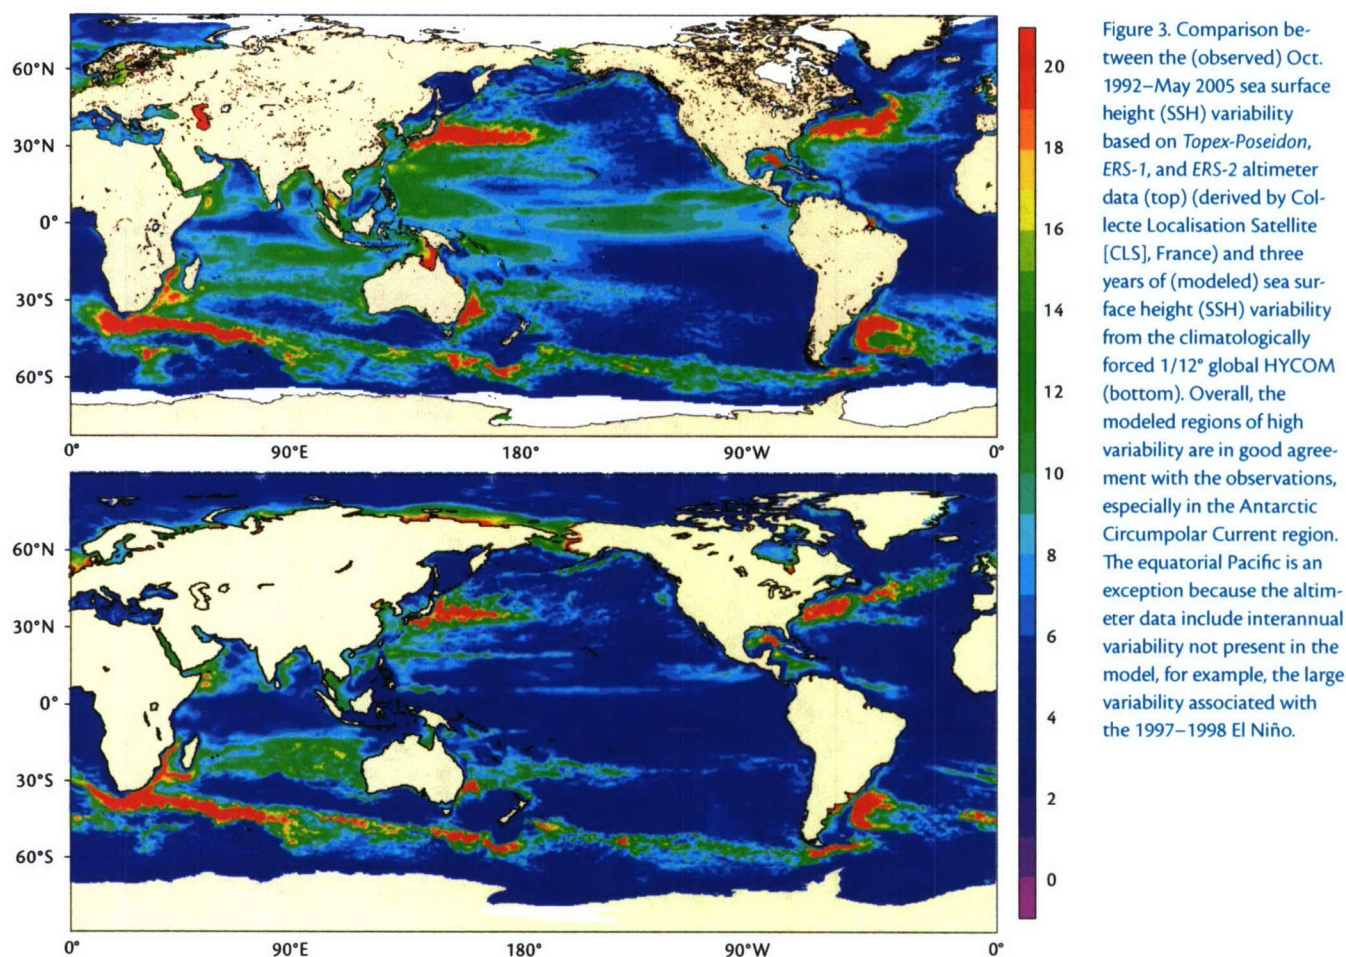 60°N
30°N
0°
30°S
60°S
0° 90°E 180° 90°W 0°
60°N
30°N
0°
30°S
60°S
0° 90°E 180° 90°W 0°
20
18
16
14
12
10
8
6
4
2
0
Figure 3. Comparison be-
tween the (observed) Oct.
1992–May 2005 sea surface
height (SSH) variability
based on Topex-Poseidon,
ERS-1, and ERS-2 altimeter
data (top) (derived by Col-
lecte Localisation Satellite
[CLS], France) and three
years of (modeled) sea sur-
face height (SSH) variability
from the climatologically
forced 1/12° global HYCOM
(bottom). Overall, the
modeled regions of high
variability are in good agree-
ment with the observations,
especially in the Antarctic
Circumpolar Current region.
The equatorial Pacific is an
exception because the altim-
eter data include interannual
variability not present in the
model, for example, the large
variability associated with
the 1997–1998 El Niño.